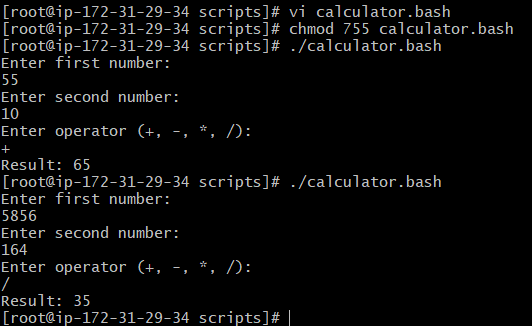 [root@ip-172-31-29-34 scripts]# vi calculator.bash
[root@ip-172-31-29-34 scripts]# chmod 755 calculator.bash
[root@ip-172-31-29-34 scripts]# ./calculator.bash
Enter first number:
55
Enter second number:
10
Enter operator (+, -, *, /):
+
Result: 65
[root@ip-172-31-29-34 scripts]# ./calculator.bash
Enter first number:
5856
Enter second number:
164
Enter operator (+, -, *, /):
/
Result: 35
[root@ip-172-31-29-34 scripts]#